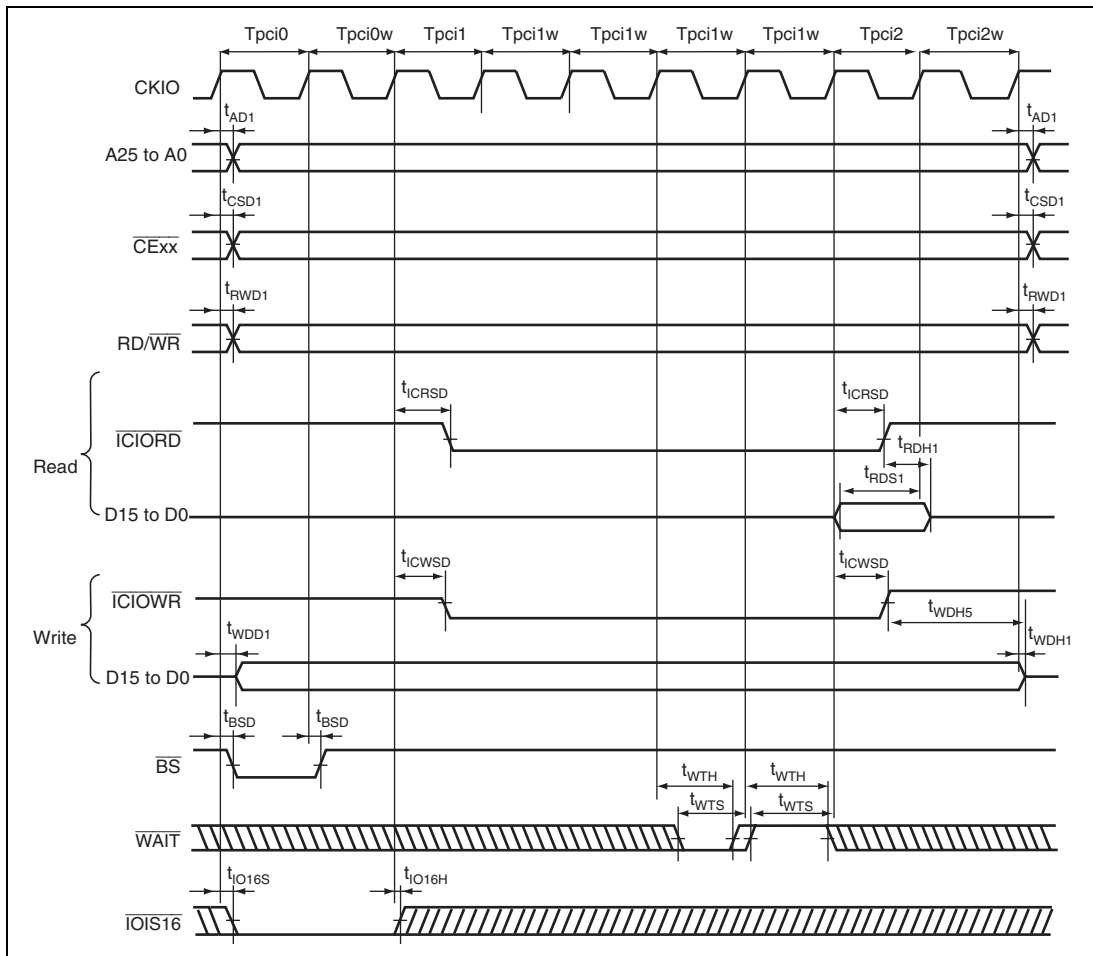 Tpci0 Tpci0w Tpci1 Tpci1w Tpci1w Tpci1w Tpci1w Tpci2 Tpci2w
CKIO
tAD1 tAD1
A25 to A0
tCSD1 tCSD1
CExx
tRWD1 tRWD1
RD/WR
tICRSD tICRSD
ICIORD
tRDH1
Read
tRDS1
D15 to D0
tICWSD tICWSD
ICIOWR
tWDH5
Write
tWDD1 tWDH1
D15 to D0
tBSD tBSD
BS
tWTH tWTH
tWTS tWTS
WAIT
tIO16S tIO16H
IOIS16